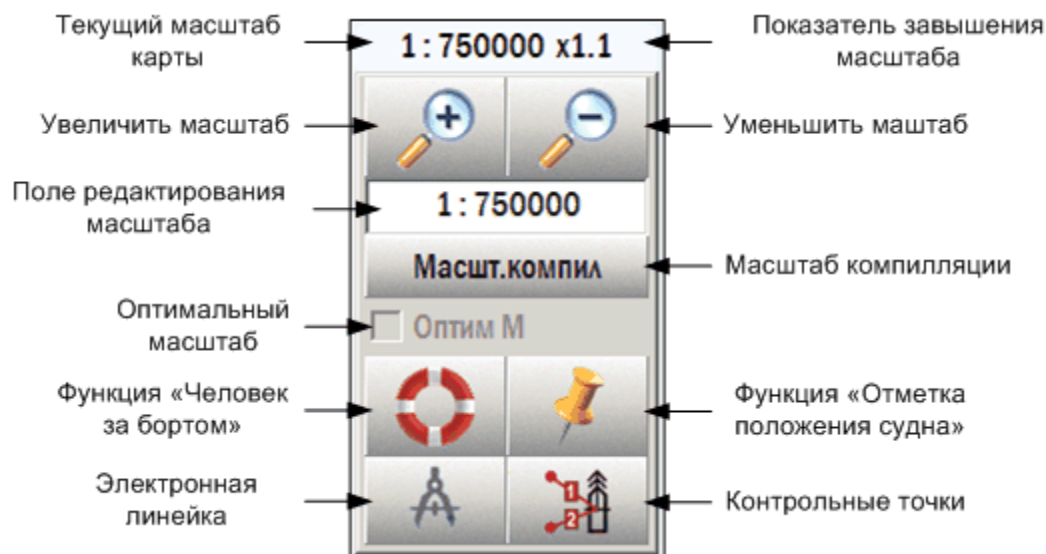 Текущий масштаб
карты
1:750000 x1.1
Показатель завышения
масштаба
Увеличить масштаб
Уменьшить маштаб
Поле редактирования
масштаба
1:750000
Масшт.компил
Масштаб компилляции
Оптимальный
масштаб
Оптим М
Функция «Человек
за бортом»
Функция «Отметка
положения судна»
Электронная
линейка
1
2
Контрольные точки